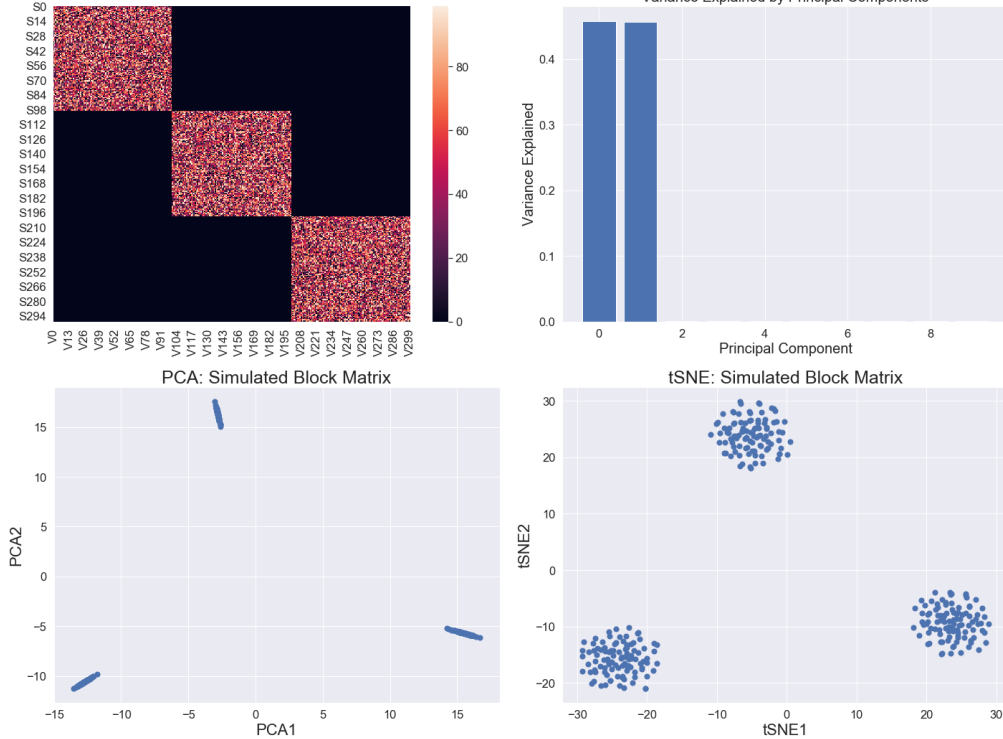 S0
S14
S28
S42
S56
S70
S84
S98
S112
S126
S140
S154
S168
S182
S196
S210
S224
S238
S252
S266
S280
S294
V0
V13
V26
V39
V52
V65
V78
V91
V104
V117
V130
V143
V156
V169
V182
V195
V208
V221
V234
V247
V260
V273
V286
V299
80
60
40
20
0
Variance Explained by Principal Components
0.4
0.3
0.2
0.1
0.0
Variance Explained
0 2 4 6 8
Principal Component
PCA: Simulated Block Matrix
15
10
5
0
−5
−10
PCA2
−15 −10 −5 0 5 10 15
PCA1
tSNE: Simulated Block Matrix
30
20
10
0
−10
−20
tSNE2
−30 −20 −10 0 10 20 30
tSNE1